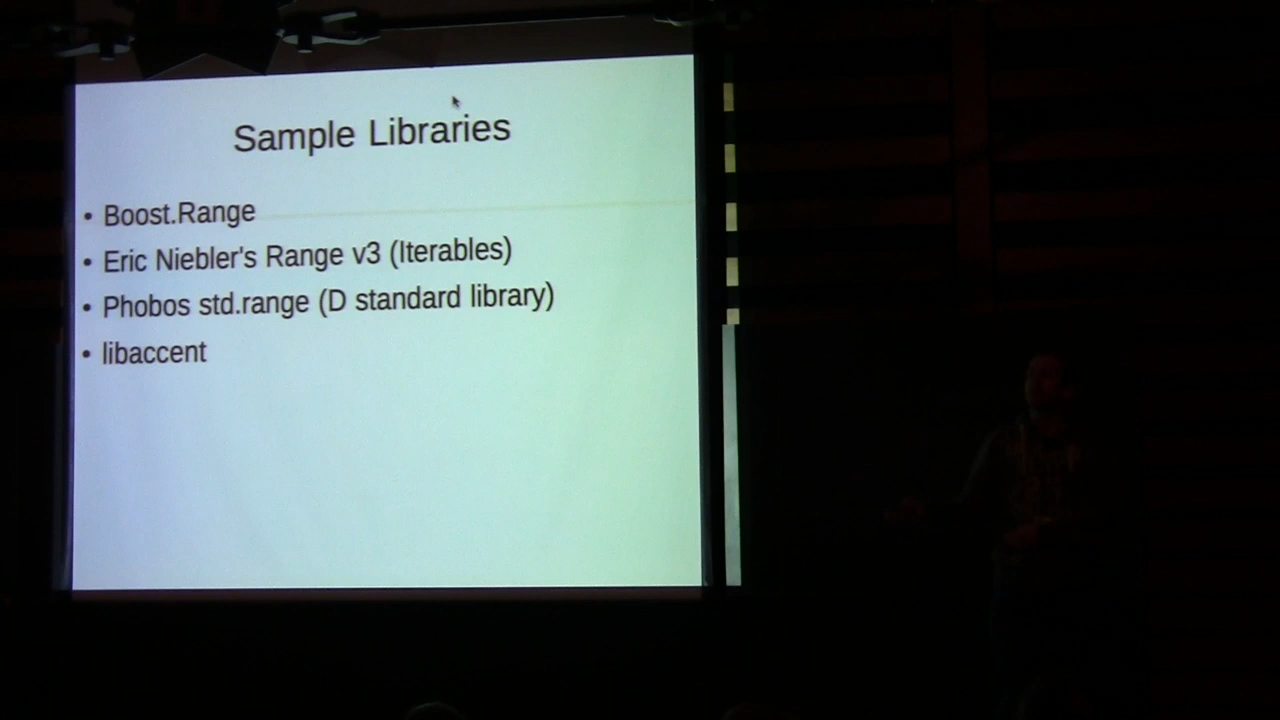 Sample Libraries
• Boost.Range
• Eric Niebler's Range v3 (Iterables)
• Phobos std.range (D standard library)
• libaccent